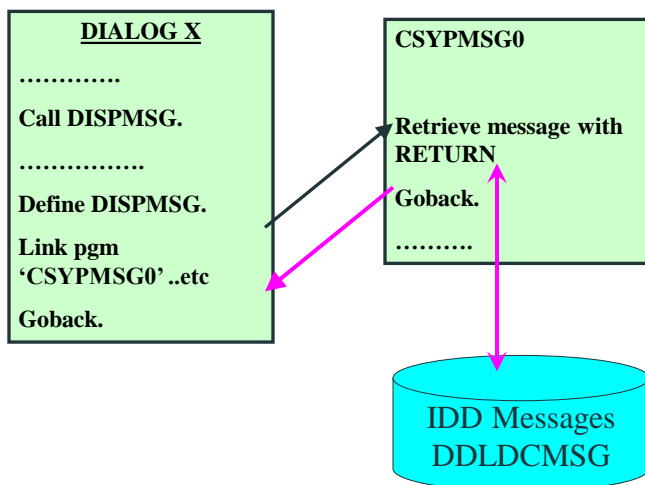 DIALOG X
………….
Call DISPMSG.
…………….
Define DISPMSG.
Link pgm
‘CSYPMSG0’ ..etc
Goback.
CSYPMSG0
Retrieve message with
RETURN
Goback.
……….
IDD Messages
DDLDCMSG